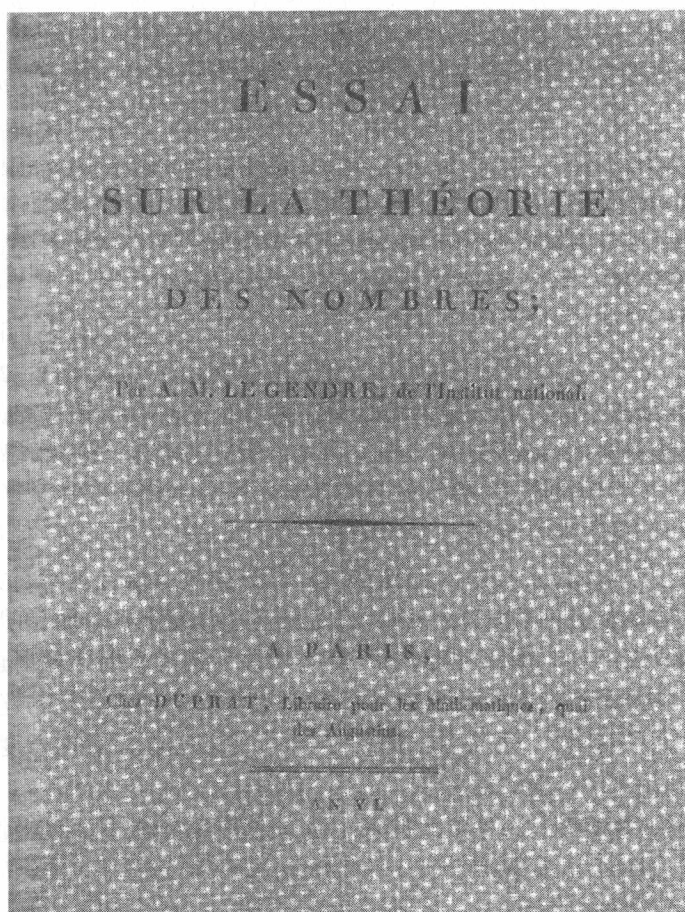 ESSAI
SUR LA THÉORIE
DES NOMBRES;
Par A. M. LE GENDRE, de l'Institut national.
A PARIS,
Chez DUPRAT, Libraire pour les Mathématiques, quai
des Augustins.
AN VI.